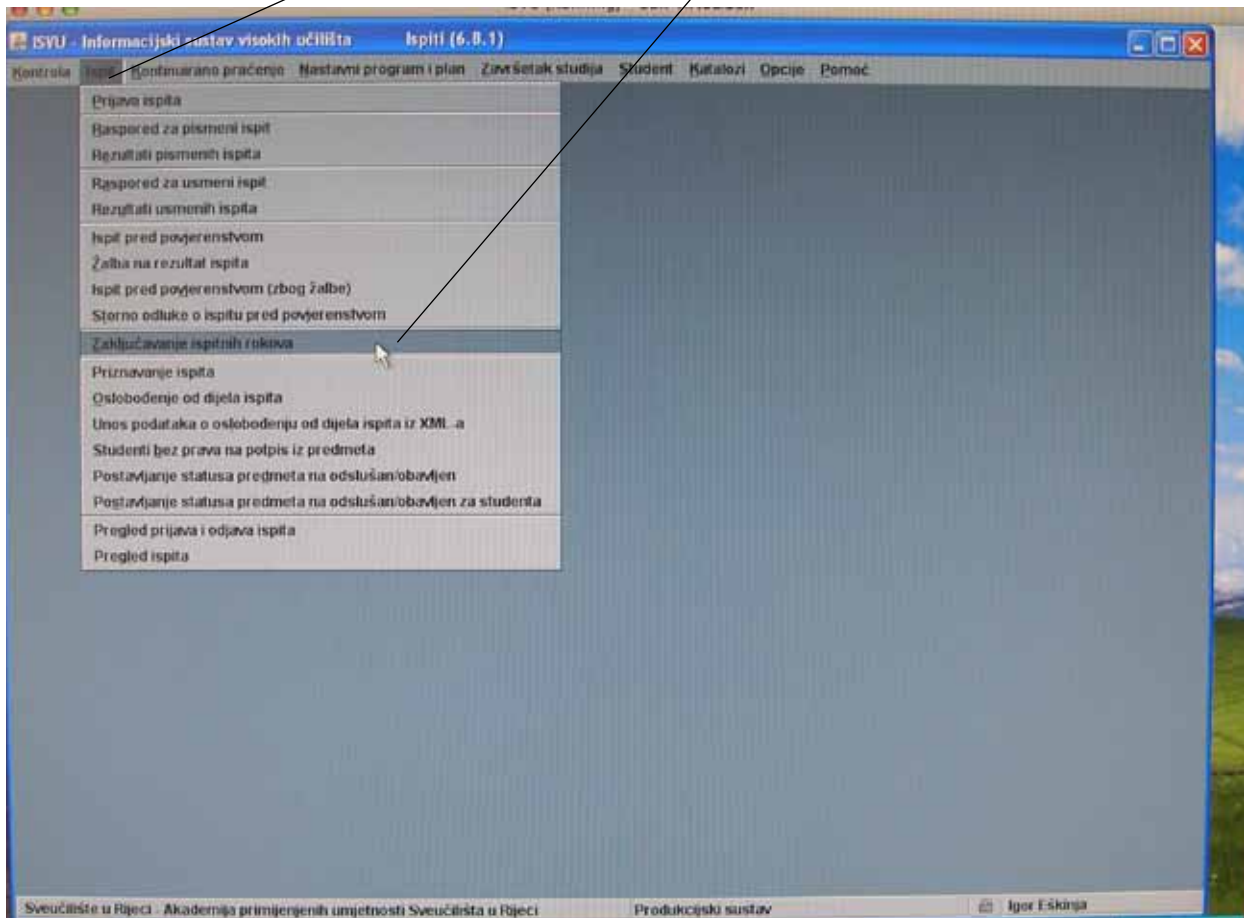 ISVU - Informacijski sustav visokih učilišta Ispiti (6.8.1)
Kontrola Ispit Kontinuirano praćenje Nastavni program i plan Završetak studija Student Katalozi Opcije Pomoć
Prijava ispita
Raspored za pismeni ispit
Rezultati pismenih ispita
Raspored za usmeni ispit
Rezultati usmenih ispita
Ispit pred povjerenstvom
Žalba na rezultat ispita
Ispit pred povjerenstvom (zbog žalbe)
Storno odluke o ispitu pred povjerenstvom
Zaključavanje ispitnih rokova
Priznavanje ispita
Oslobođenje od dijela ispita
Unos podataka o oslobođenju od dijela ispita iz XML-a
Studenti bez prava na potpis iz predmeta
Postavljanje statusa predmeta na odslušan/obavljen
Postavljanje statusa predmeta na odslušan/obavljen za studenta
Pregled prijava i odjava ispita
Pregled ispita
Sveučilište u Rijeci - Akademija primijenjenih umjetnosti Sveučilišta u Rijeci Produkcijski sustav Igor Eškinja